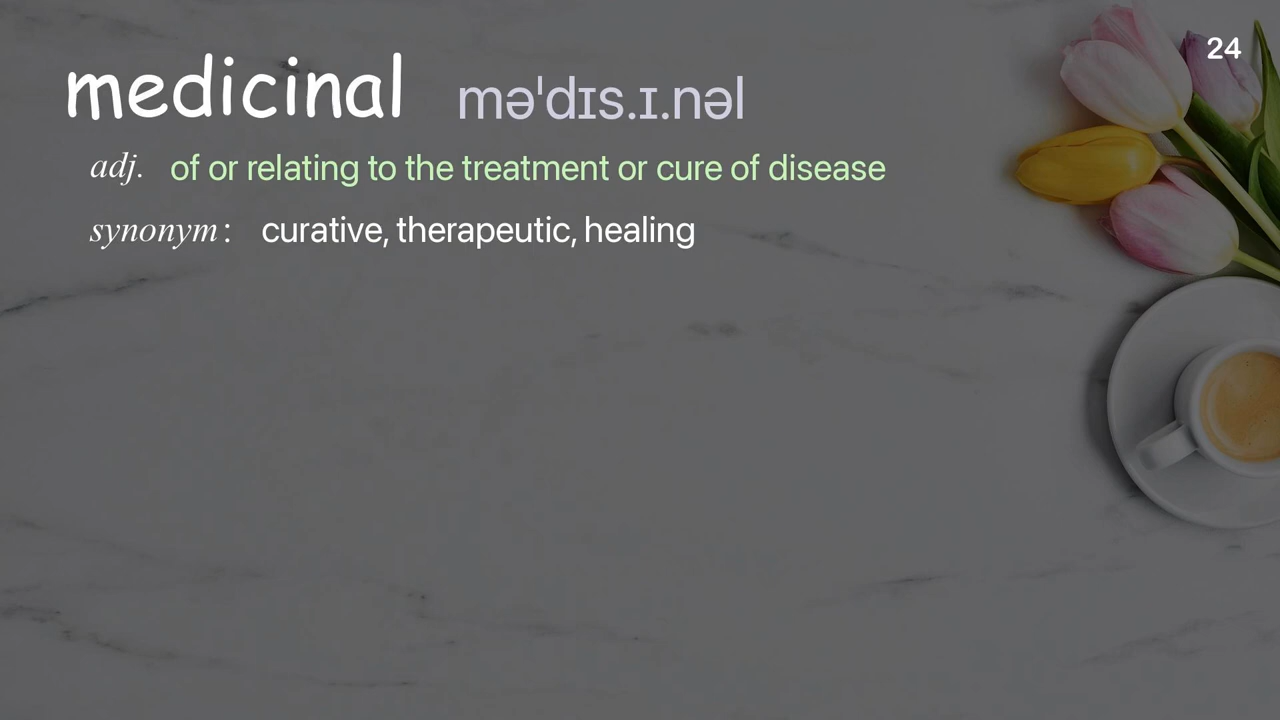 24
medicinal məˈdɪs.ɪ.nəl
adj. of or relating to the treatment or cure of disease
synonym: curative, therapeutic, healing